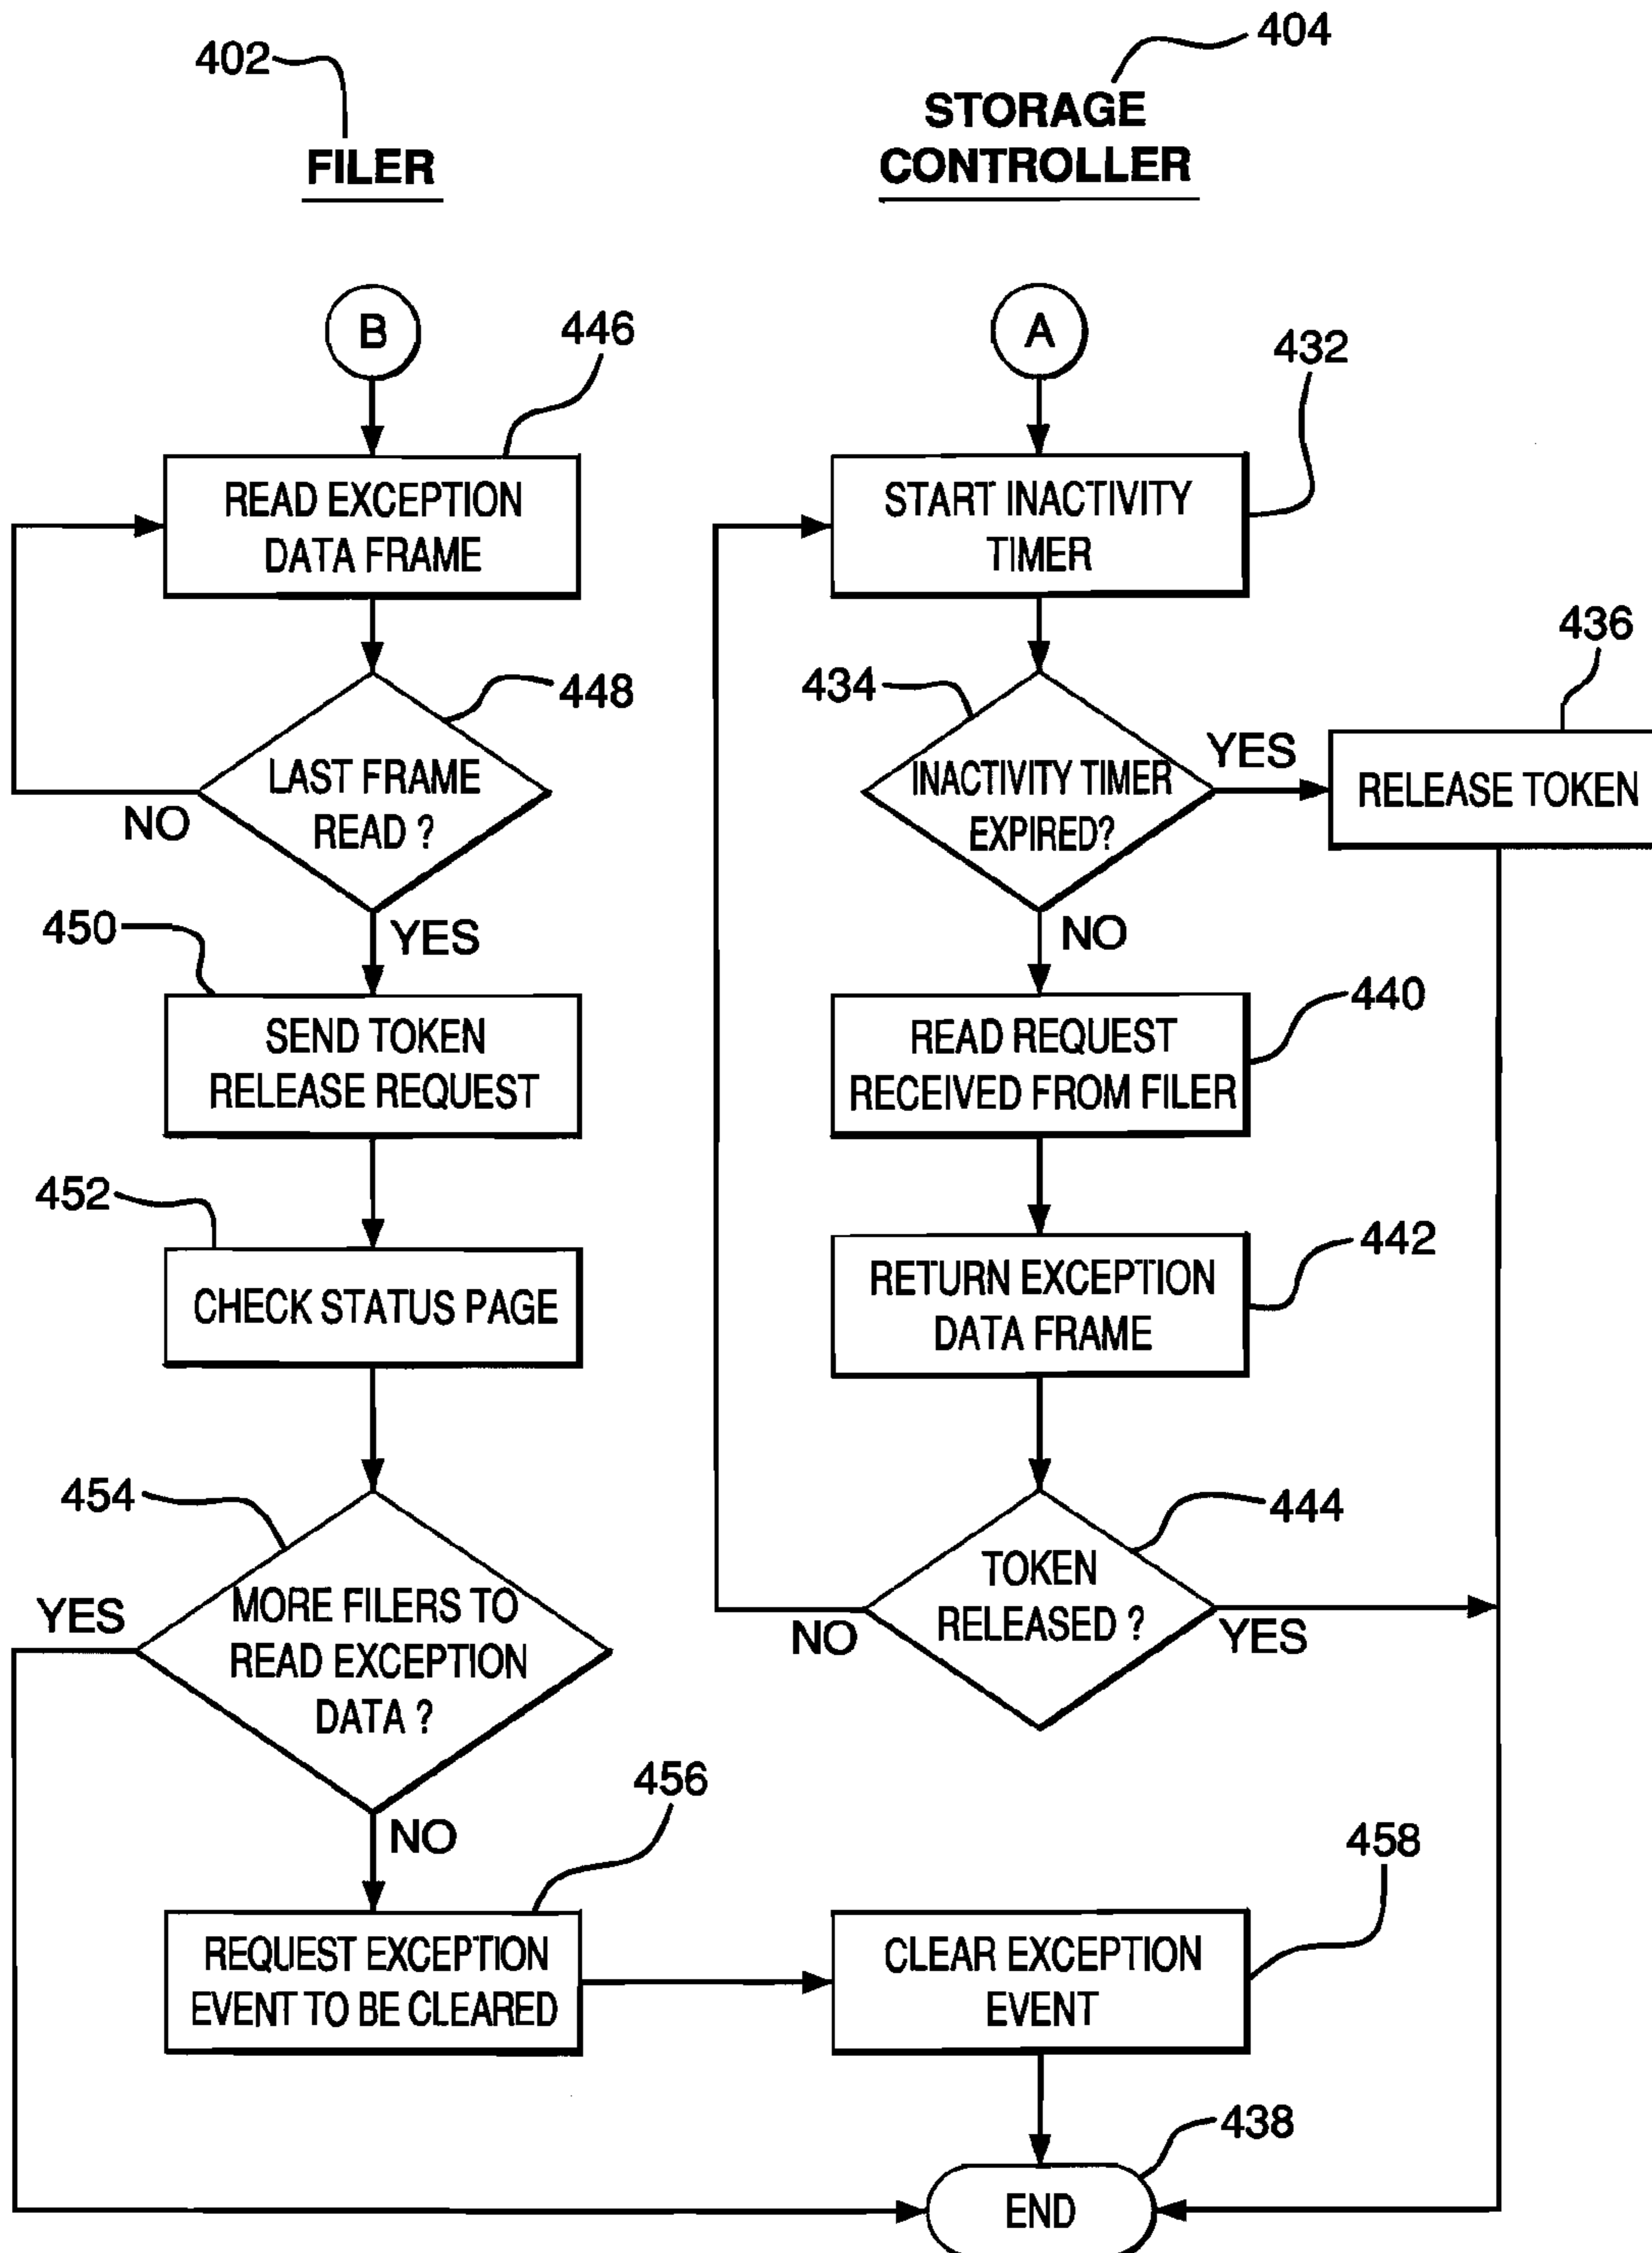 402
404
FILER
STORAGE
CONTROLLER
B
446
A
432
READ EXCEPTION
DATA FRAME
START INACTIVITY
TIMER
448
LAST FRAME
READ ?
NO
YES
434
INACTIVITY TIMER
EXPIRED?
YES
NO
436
RELEASE TOKEN
450
SEND TOKEN
RELEASE REQUEST
440
READ REQUEST
RECEIVED FROM FILER
452
CHECK STATUS PAGE
442
RETURN EXCEPTION
DATA FRAME
454
MORE FILERS TO
READ EXCEPTION
DATA ?
YES
NO
444
TOKEN
RELEASED ?
NO
YES
456
REQUEST EXCEPTION
EVENT TO BE CLEARED
458
CLEAR EXCEPTION
EVENT
438
END